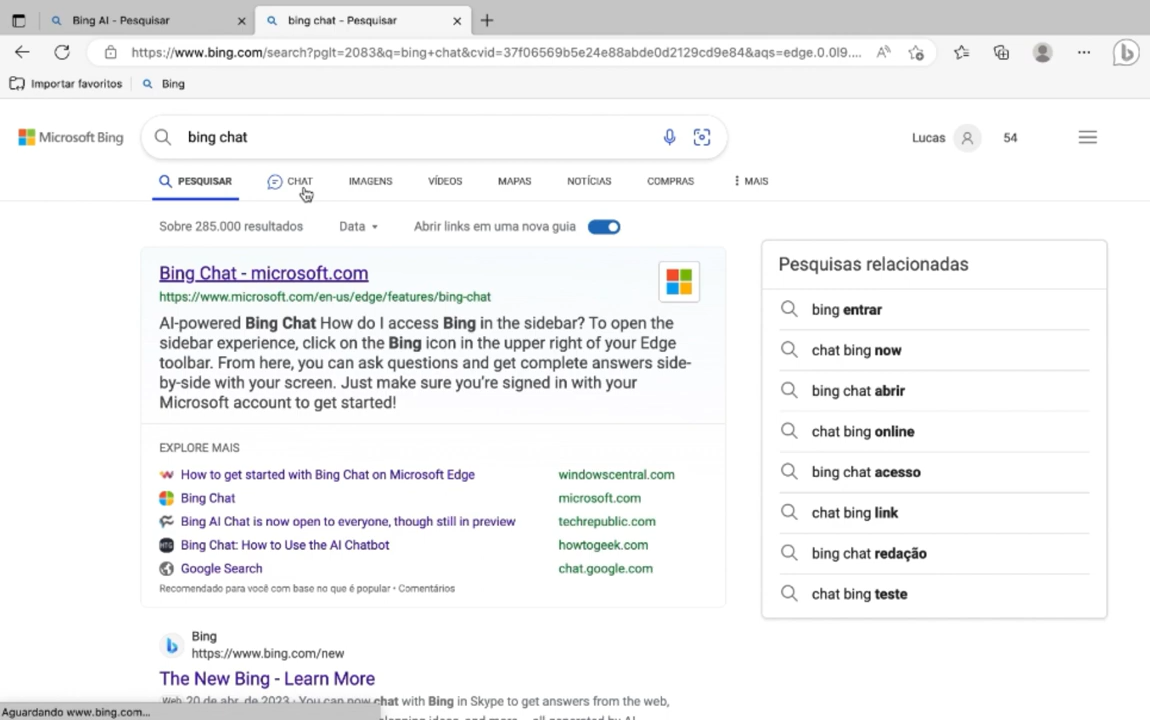 Bing AI - Pesquisar
bing chat - Pesquisar
https://www.bing.com/search?pglt=2083&q=bing+chat&cvid=37f06569b5e24e88abde0d2129cd9e84&aqs=edge.0.0l9....
Importar favoritos
Bing
Microsoft Bing
bing chat
Lucas
54
PESQUISAR
CHAT
IMAGENS
VÍDEOS
MAPAS
NOTÍCIAS
COMPRAS
MAIS
Sobre 285.000 resultados
Data
Abrir links em uma nova guia
Bing Chat - microsoft.com
https://www.microsoft.com/en-us/edge/features/bing-chat
AI-powered Bing Chat How do I access Bing in the sidebar? To open the
sidebar experience, click on the Bing icon in the upper right of your Edge
toolbar. From here, you can ask questions and get complete answers side-
by-side with your screen. Just make sure you're signed in with your
Microsoft account to get started!
EXPLORE MAIS
How to get started with Bing Chat on Microsoft Edge windowscentral.com
Bing Chat microsoft.com
Bing AI Chat is now open to everyone, though still in preview techrepublic.com
HTG Bing Chat: How to Use the AI Chatbot howtogeek.com
Google Search chat.google.com
Recomendado para você com base no que é popular • Comentários
Bing
https://www.bing.com/new
The New Bing - Learn More
Web 20 de abr. de 2023 · You can now chat with Bing in Skype to get answers from the web,
planning ideas, and more
all generated by AI
Pesquisas relacionadas
bing entrar
chat bing now
bing chat abrir
chat bing online
chat bing acesso
chat bing link
bing chat redação
chat bing teste
Aguardando www.bing.com...